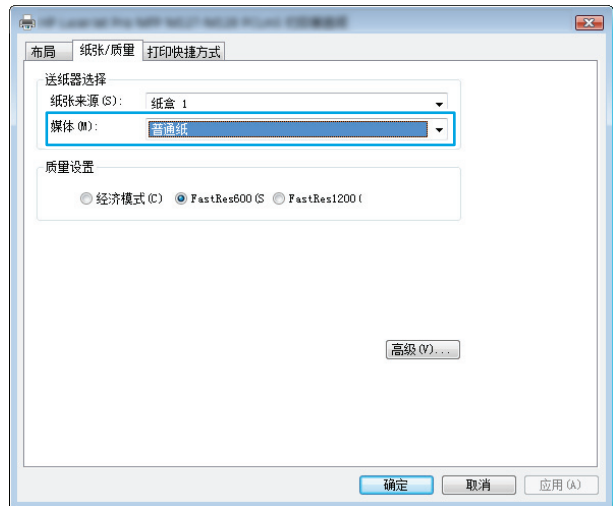 布局 纸张/质量 打印快捷方式
送纸器选择
纸张来源(S): 纸盒 1
媒体(M): 普通纸
质量设置
经济模式(C) FastRes600(S FastRes1200(
高级(V)...
确定 取消 应用(A)